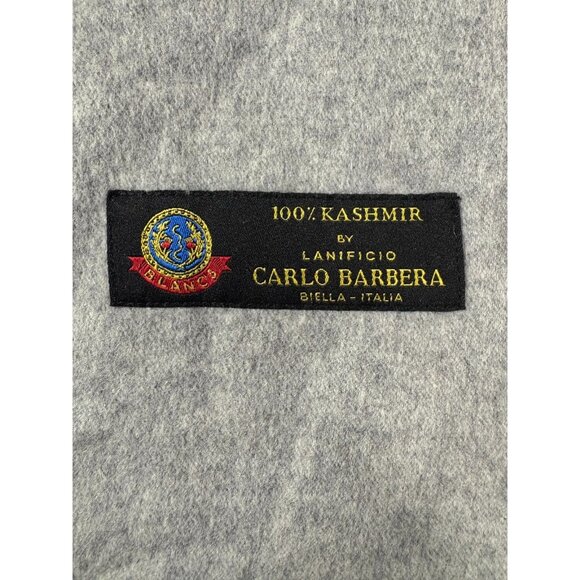 BLANCS
100% KASHMIR
BY
LANIFICIO
CARLO BARBERA
BIELLA - ITALIA